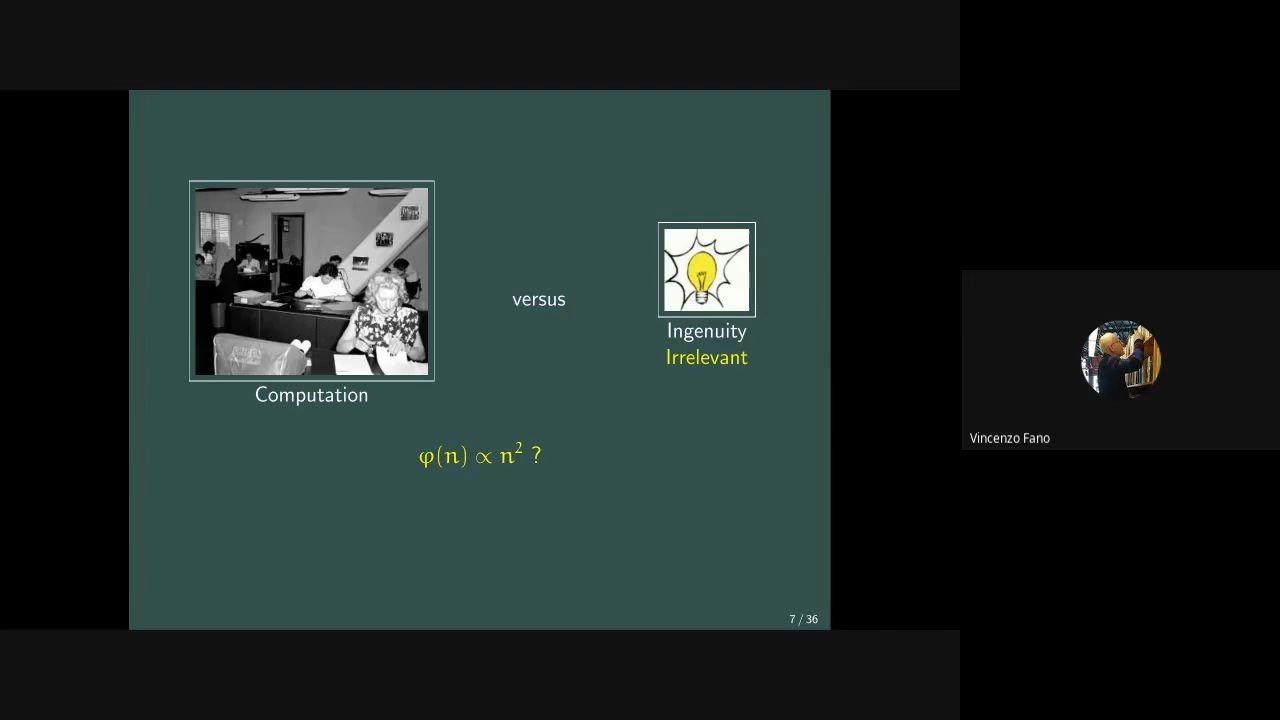 versus
Ingenuity
Irrelevant
Computation
φ(n) ∝ n² ?
7 / 36
Vincenzo Fano